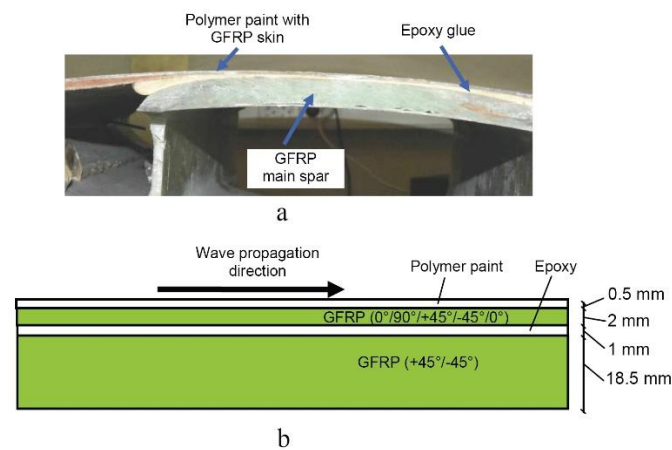 Polymer paint with
GFRP skin
Epoxy glue
GFRP
main spar
a
Wave propagation
direction
Polymer paint
Epoxy
0.5 mm
GFRP (0°/90°/+45°/-45°/0°)
2 mm
1 mm
GFRP (+45°/-45°)
18.5 mm
b